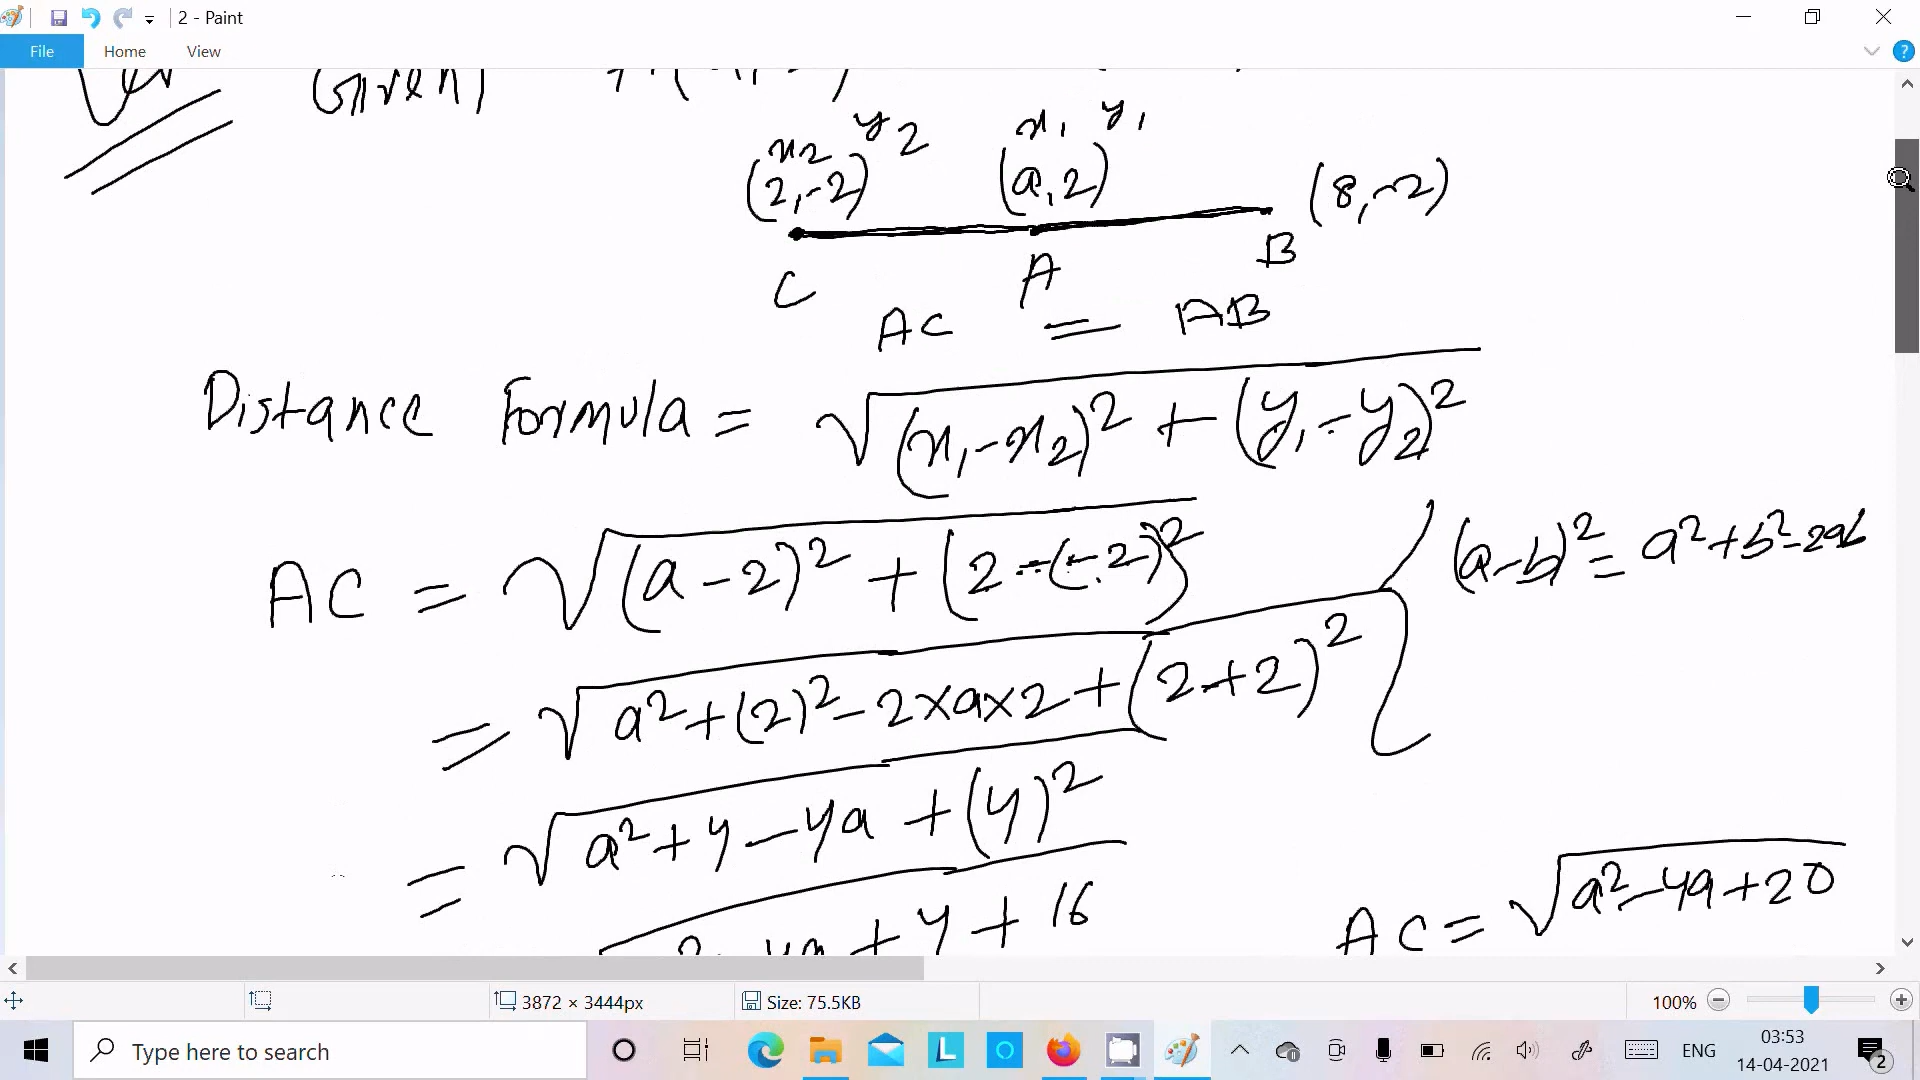 2 - Paint
File Home View
Given
x2 y2 x1 y1
(2,-2) (a,2) (8,-2)
C A B
AC = AB
Distance Formula = √(x1-x2)² + (y1-y2)²
AC = √(a-2)² + (2-(-2))²
(a-b)² = a²+b²-2ab
= √a²+(2)²-2×a×2+(2+2)²
= √a²+4-4a+(4)²
+4+16
AC = √a²-4a+20
3872 × 3444px Size: 75.5KB 100%
Type here to search
ENG
03:53
14-04-2021
2